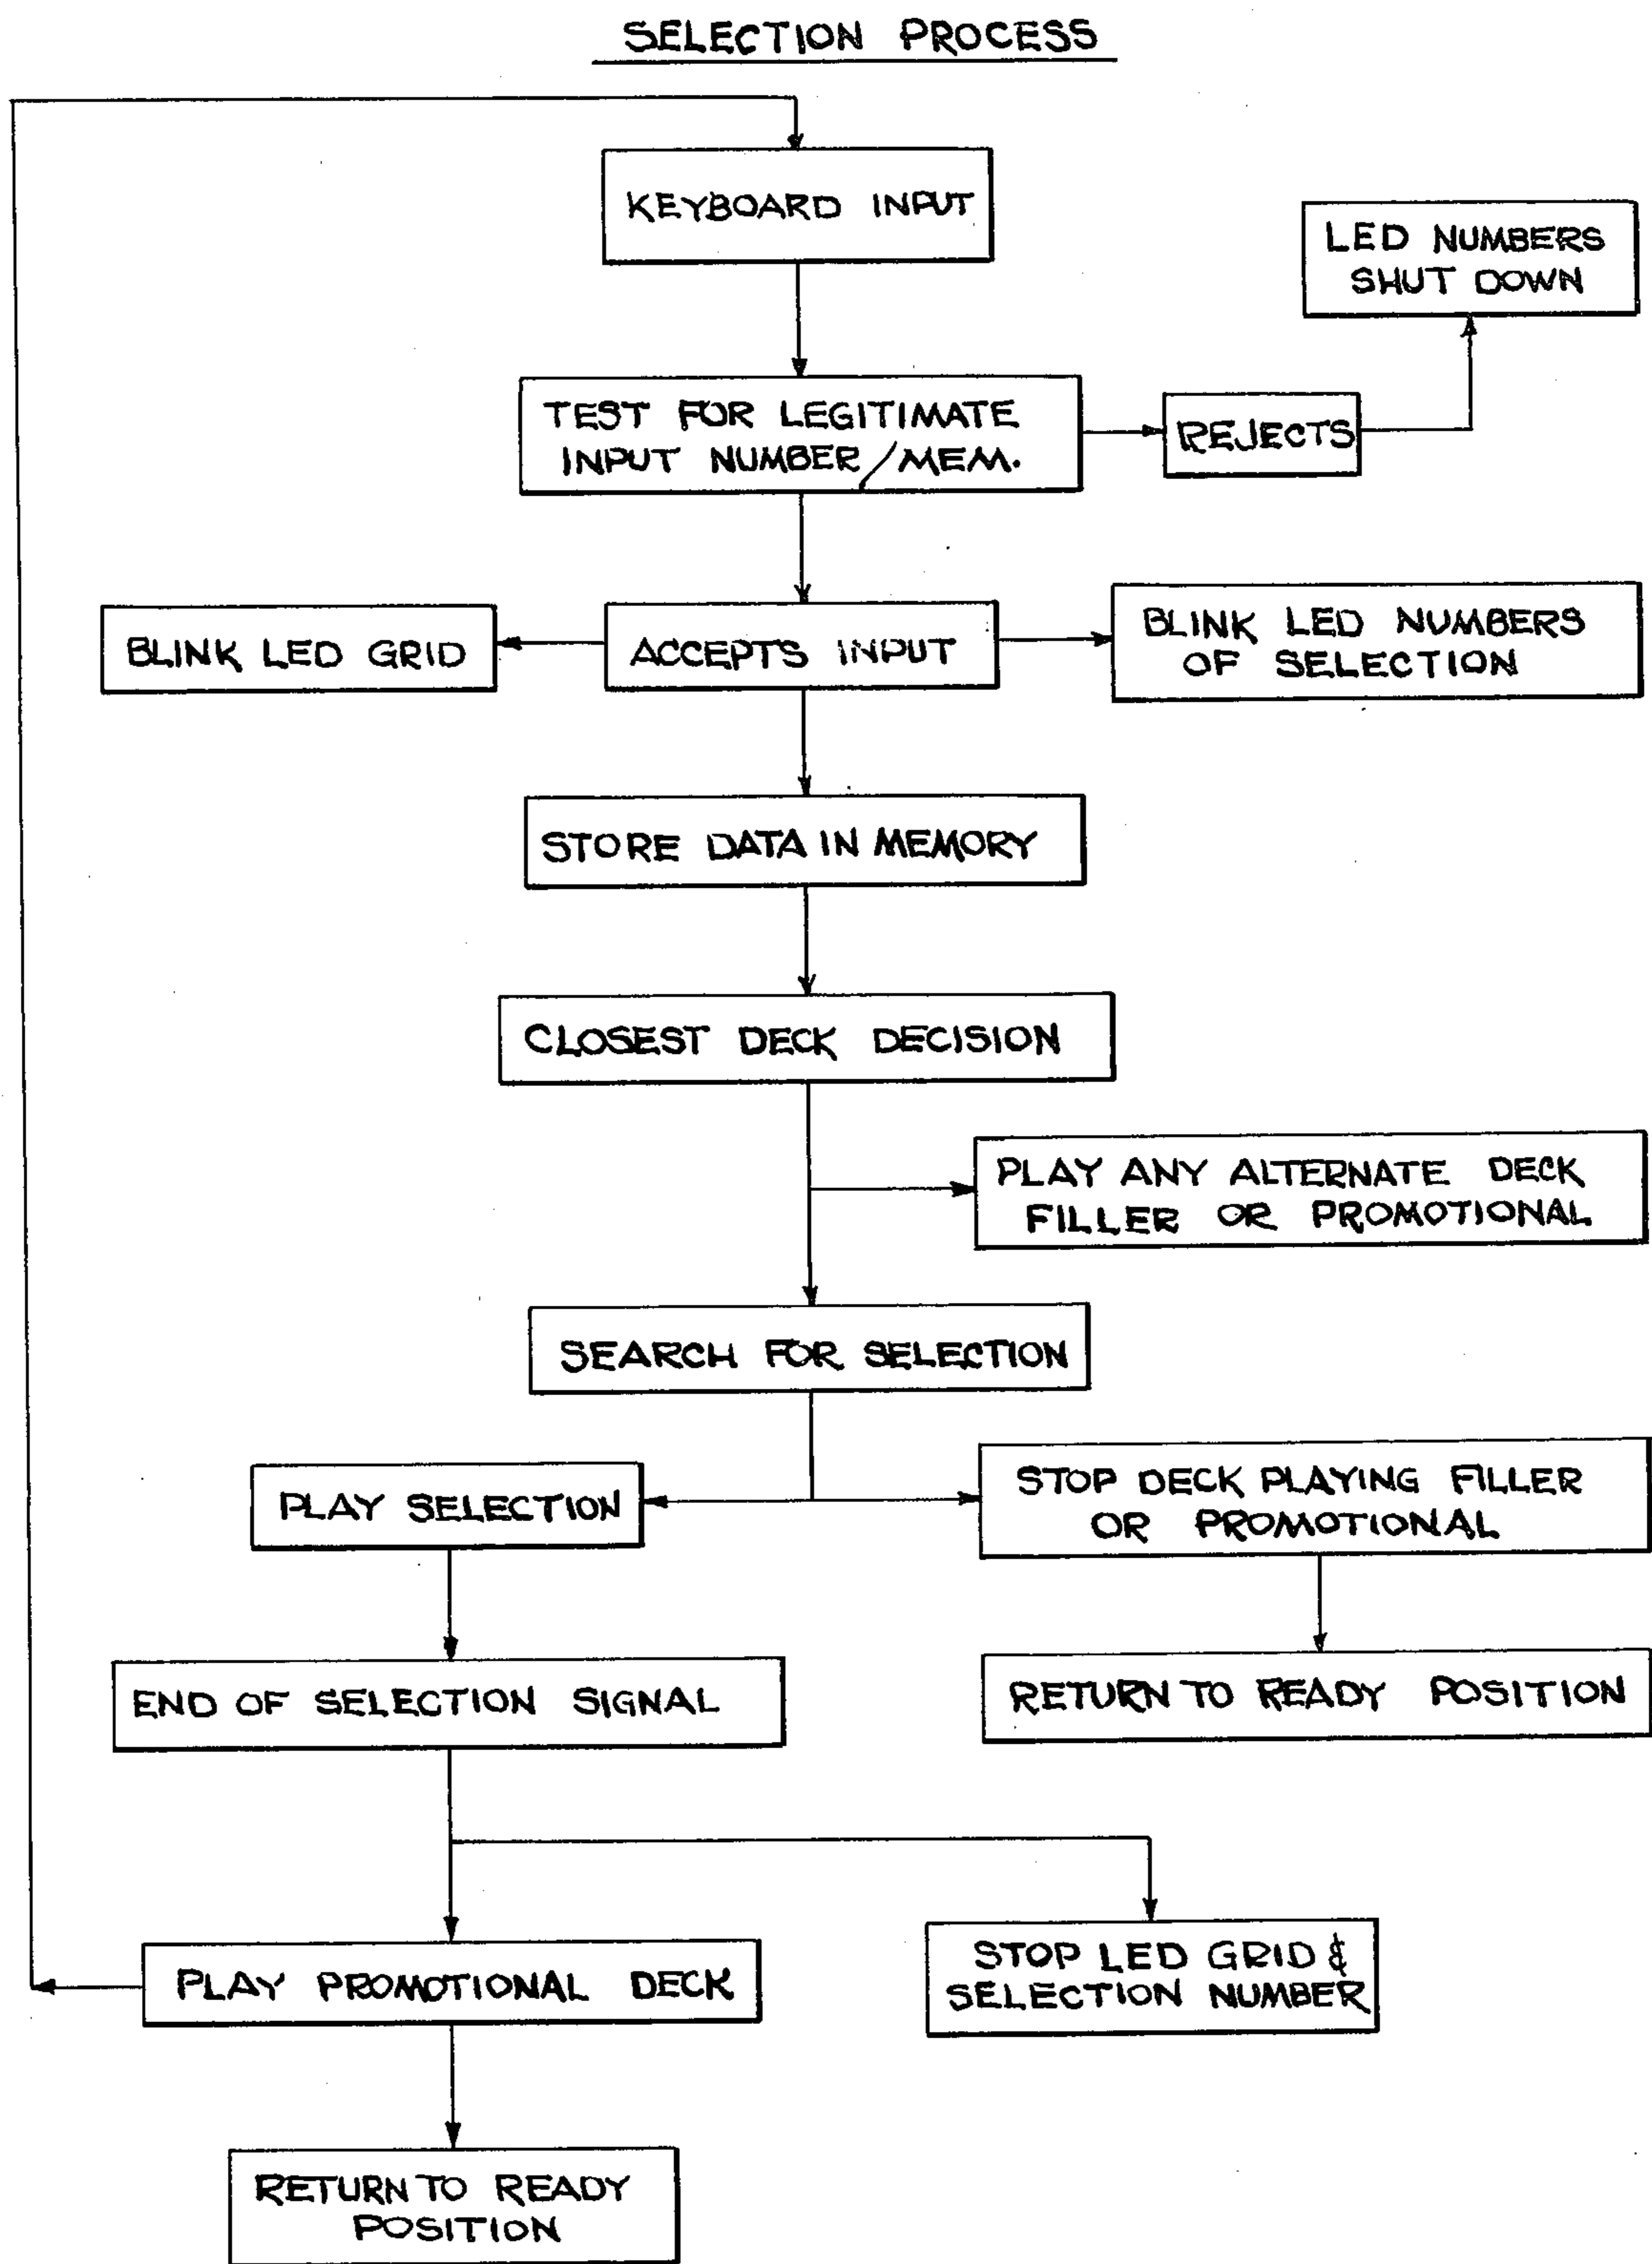 SELECTION PROCESS
KEYBOARD INPUT
LED NUMBERS
SHUT DOWN
TEST FOR LEGITIMATE
INPUT NUMBER/MEM.
REJECTS
BLINK LED GRID
ACCEPTS INPUT
BLINK LED NUMBERS
OF SELECTION
STORE DATA IN MEMORY
CLOSEST DECK DECISION
PLAY ANY ALTERNATE DECK
FILLER OR PROMOTIONAL
SEARCH FOR SELECTION
PLAY SELECTION
STOP DECK PLAYING FILLER
OR PROMOTIONAL
END OF SELECTION SIGNAL
RETURN TO READY POSITION
PLAY PROMOTIONAL DECK
STOP LED GRID &
SELECTION NUMBER
RETURN TO READY
POSITION